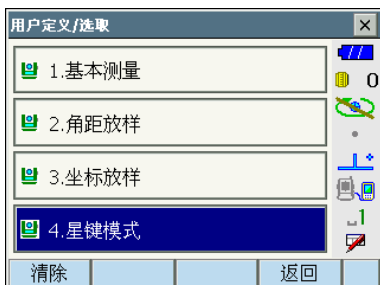 用户定义/选取
1.基本测量
0
2.角距放样
3.坐标放样
4.星键模式
1
清除 返回